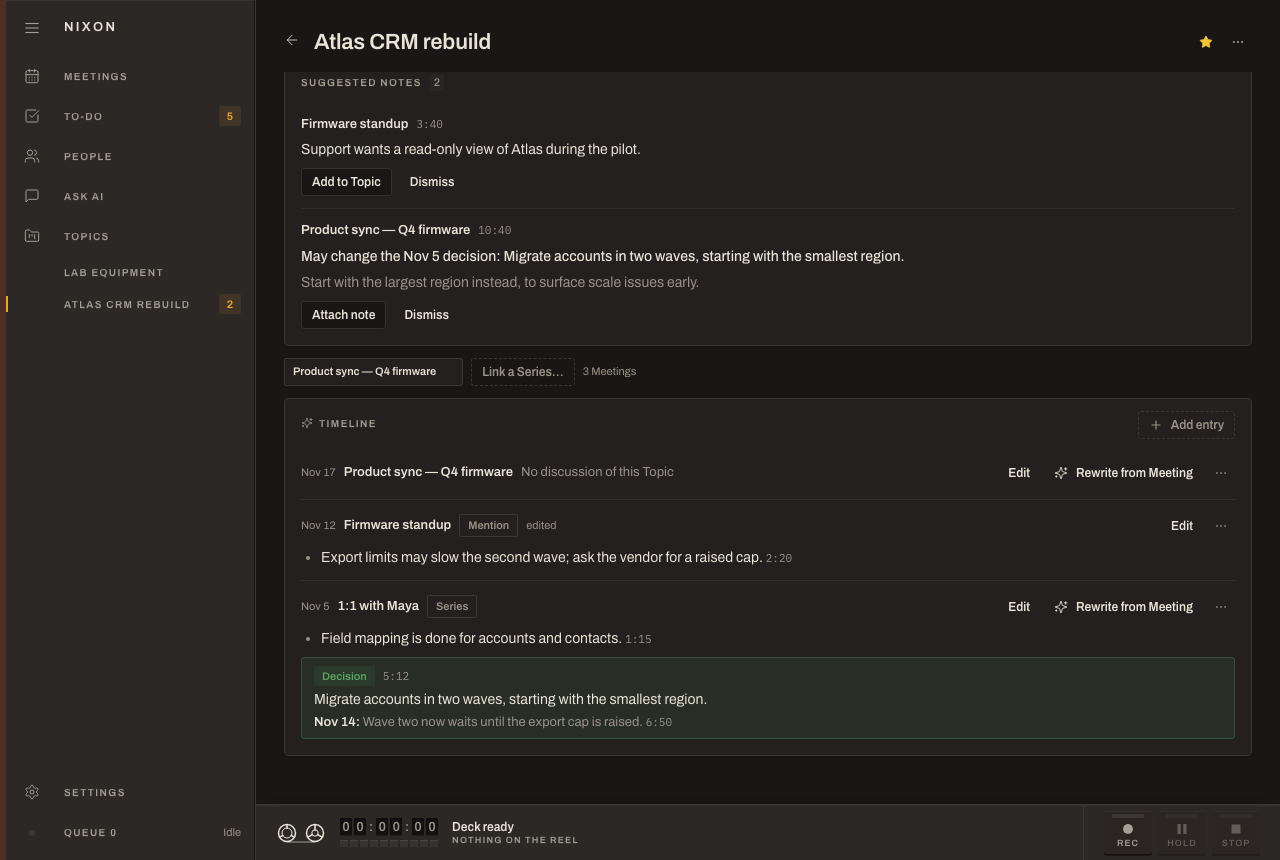 NIXON
MEETINGS
TO-DO 5
PEOPLE
ASK AI
TOPICS
LAB EQUIPMENT
ATLAS CRM REBUILD 2
SETTINGS
QUEUE 0 Idle
Atlas CRM rebuild
SUGGESTED NOTES 2
Firmware standup 3:40
Support wants a read-only view of Atlas during the pilot.
Add to Topic Dismiss
Product sync — Q4 firmware 10:40
May change the Nov 5 decision: Migrate accounts in two waves, starting with the smallest region.
Start with the largest region instead, to surface scale issues early.
Attach note Dismiss
Product sync — Q4 firmware Link a Series... 3 Meetings
TIMELINE Add entry
Nov 17 Product sync — Q4 firmware No discussion of this Topic Edit Rewrite from Meeting
Nov 12 Firmware standup Mention edited Edit
• Export limits may slow the second wave; ask the vendor for a raised cap. 2:20
Nov 5 1:1 with Maya Series Edit Rewrite from Meeting
• Field mapping is done for accounts and contacts. 1:15
Decision 5:12
Migrate accounts in two waves, starting with the smallest region.
Nov 14: Wave two now waits until the export cap is raised. 6:50
00:00:00 Deck ready
NOTHING ON THE REEL
REC HOLD STOP